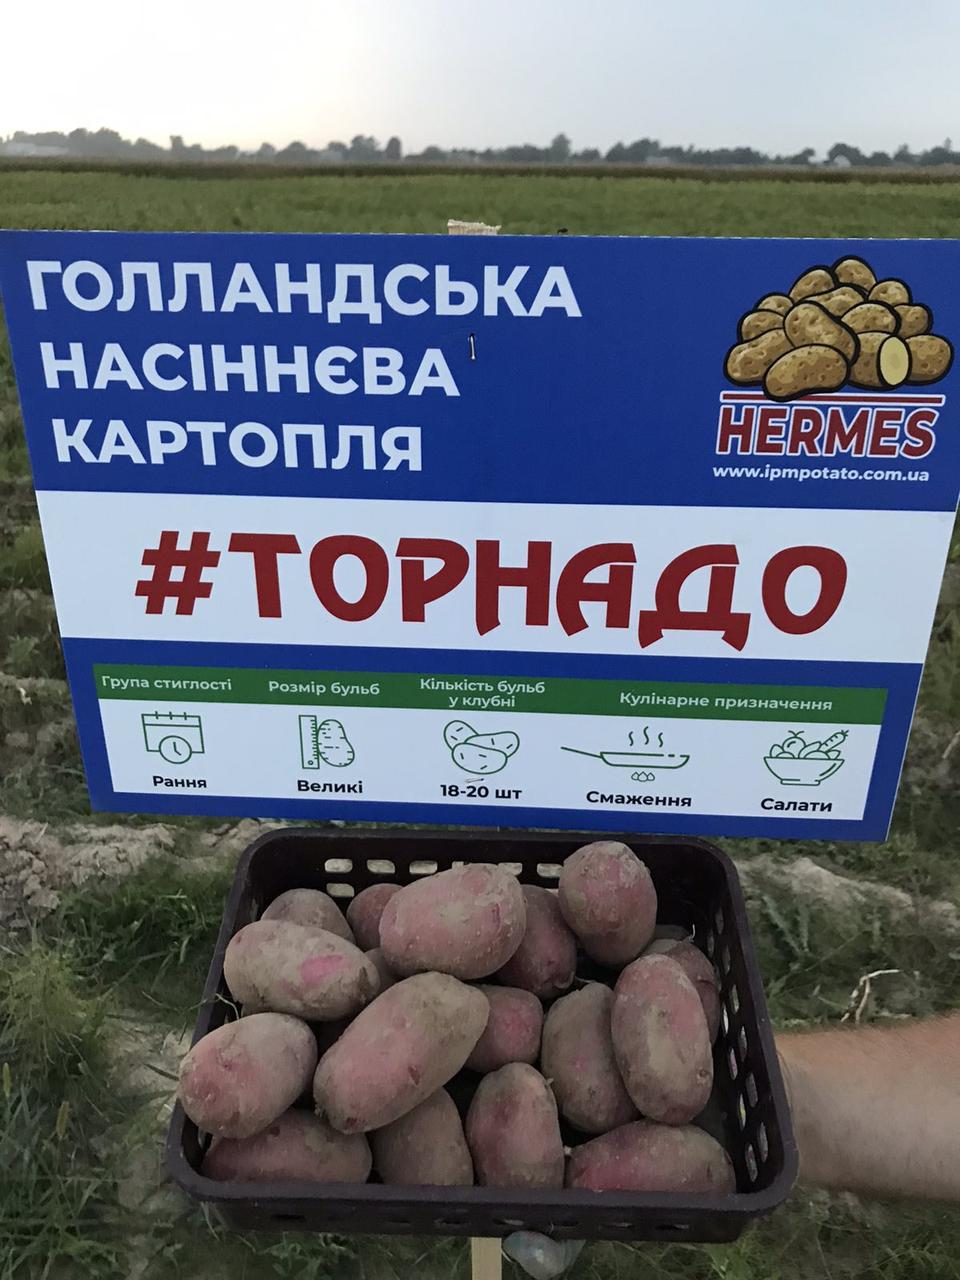 ГОЛЛАНДСЬКА
НАСІННЄВА
КАРТОПЛЯ
HERMES
www.ipmpotato.com.ua
#ТОРНАДО
Група стиглості
Розмір бульб
Кількість бульб
у клубні
Кулінарне призначення
Рання
Великі
18-20 шт
Смаження
Салати